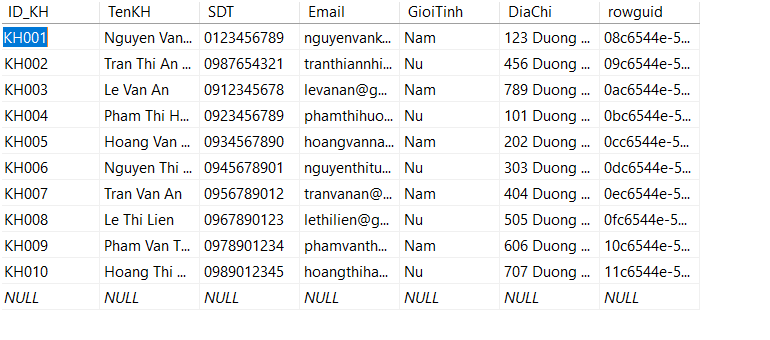 ID_KH TenKH SDT Email GioiTinh DiaChi rowguid
KH001 Nguyen Van... 0123456789 nguyenvank... Nam 123 Duong ... 08c6544e-5...
KH002 Tran Thi An ... 0987654321 tranthiannhi... Nu 456 Duong ... 09c6544e-5...
KH003 Le Van An 0912345678 levanan@g... Nam 789 Duong ... 0ac6544e-5...
KH004 Pham Thi H... 0923456789 phamthihuo... Nu 101 Duong ... 0bc6544e-5...
KH005 Hoang Van ... 0934567890 hoangvanna... Nam 202 Duong ... 0cc6544e-5...
KH006 Nguyen Thi ... 0945678901 nguyenthitu... Nu 303 Duong ... 0dc6544e-5...
KH007 Tran Van An 0956789012 tranvanan@... Nam 404 Duong ... 0ec6544e-5...
KH008 Le Thi Lien 0967890123 lethilien@g... Nu 505 Duong ... 0fc6544e-5...
KH009 Pham Van T... 0978901234 phamvanth... Nam 606 Duong ... 10c6544e-5...
KH010 Hoang Thi ... 0989012345 hoangthiha... Nu 707 Duong ... 11c6544e-5...
NULL NULL NULL NULL NULL NULL NULL